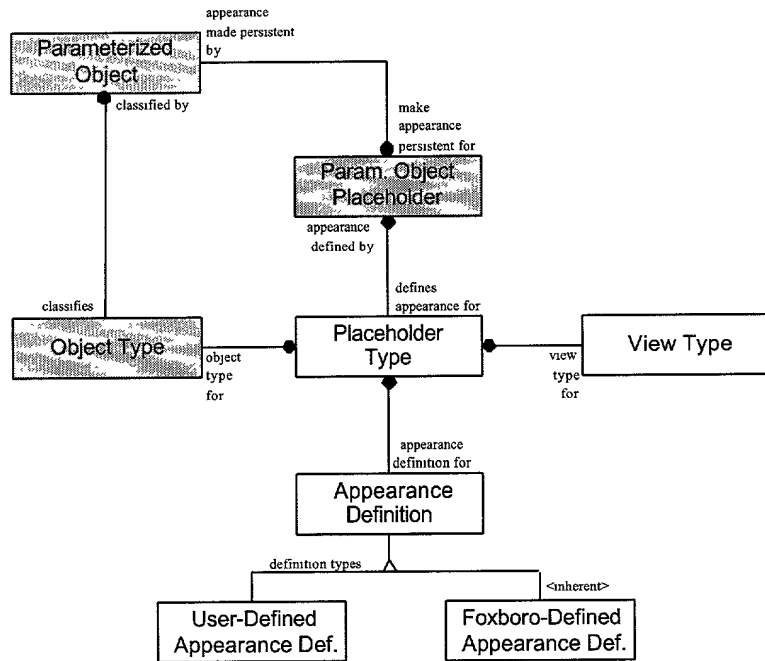 appearance
made persistent
by
Parameterized
Object
classified by
make
appearance
persistent for
Param. Object
Placeholder
appearance
defined by
classifies
defines
appearance for
Object Type
object
type
for
Placeholder
Type
view
type
for
View Type
appearance
definition for
Appearance
Definition
definition types
<inherent>
User-Defined
Appearance Def.
Foxboro-Defined
Appearance Def.